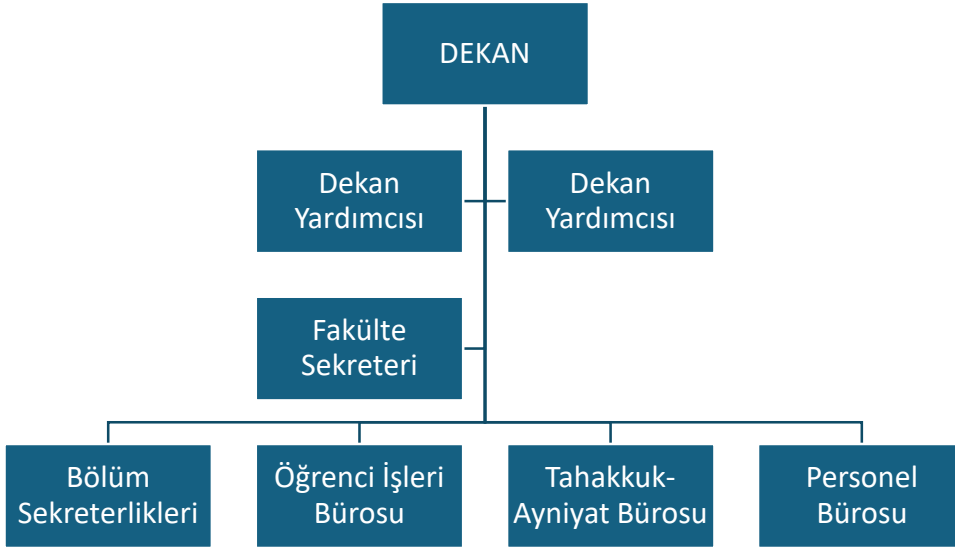 DEKAN
Dekan
Yardımcısı
Dekan
Yardımcısı
Fakülte
Sekreteri
Bölüm
Sekreterlikleri
Öğrenci İşleri
Bürosu
Tahakkuk-
Ayniyat Bürosu
Personel
Bürosu